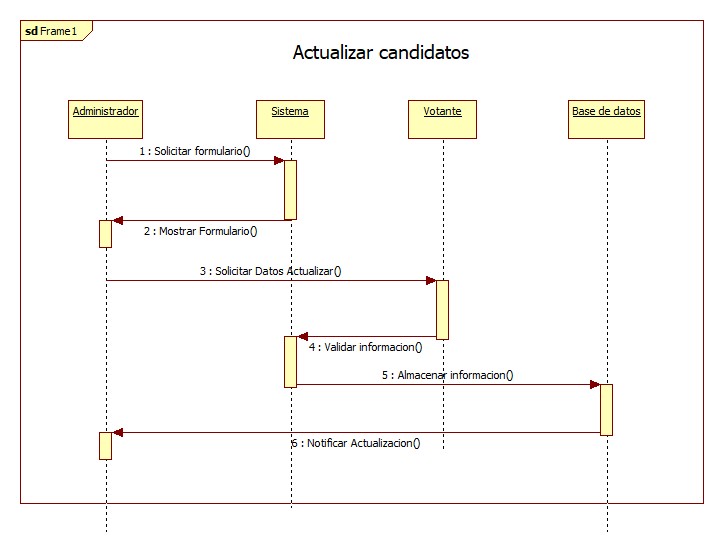 sd Frame1
Actualizar candidatos
Administrador
Sistema
Votante
Base de datos
1 : Solicitar formulario()
2 : Mostrar Formulario()
3 : Solicitar Datos Actualizar()
4 : Validar informacion()
5 : Almacenar informacion()
6 : Notificar Actualizacion()